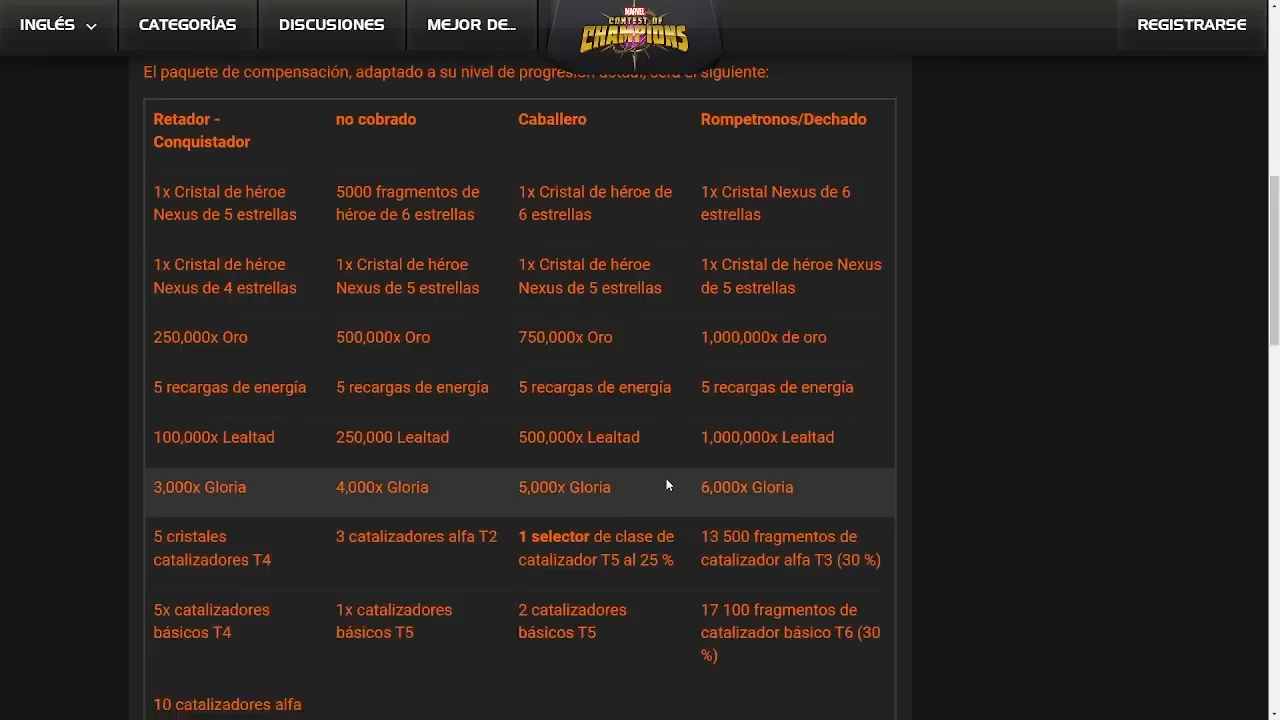 INGLÉS CATEGORÍAS DISCUSIONES MEJOR DE... MARVEL CONTEST OF CHAMPIONS REGISTRARSE
El paquete de compensación, adaptado a su nivel de progresión actual, será el siguiente:
Retador - no cobrado Caballero Rompetronos/Dechado
Conquistador
1x Cristal de héroe 5000 fragmentos de 1x Cristal de héroe de 1x Cristal Nexus de 6
Nexus de 5 estrellas héroe de 6 estrellas 6 estrellas estrellas
1x Cristal de héroe 1x Cristal de héroe 1x Cristal de héroe 1x Cristal de héroe Nexus
Nexus de 4 estrellas Nexus de 5 estrellas Nexus de 5 estrellas de 5 estrellas
250,000x Oro 500,000x Oro 750,000x Oro 1,000,000x de oro
5 recargas de energía 5 recargas de energía 5 recargas de energía 5 recargas de energía
100,000x Lealtad 250,000 Lealtad 500,000x Lealtad 1,000,000x Lealtad
3,000x Gloria 4,000x Gloria 5,000x Gloria 6,000x Gloria
5 cristales 3 catalizadores alfa T2 1 selector de clase de 13 500 fragmentos de
catalizadores T4 catalizador T5 al 25 % catalizador alfa T3 (30 %)
5x catalizadores 1x catalizadores 2 catalizadores 17 100 fragmentos de
básicos T4 básicos T5 básicos T5 catalizador básico T6 (30
%)
10 catalizadores alfa